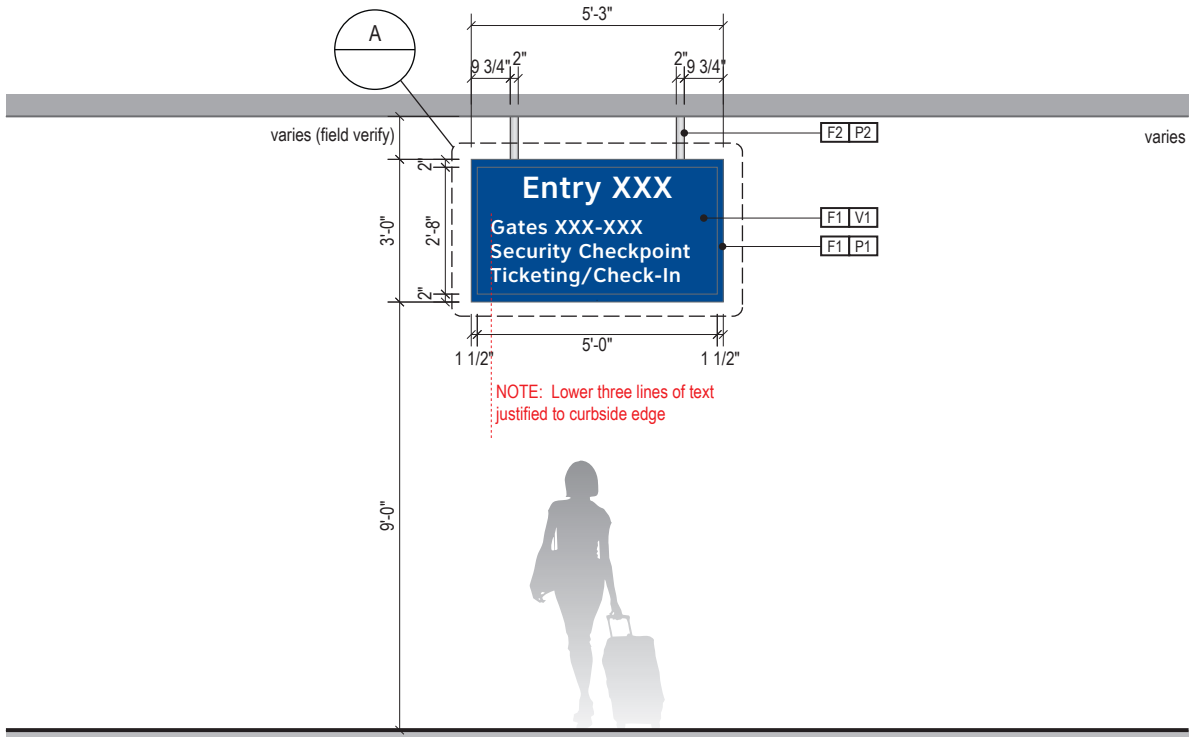 5'-3"
A
9 3/4" 2" 2" 9 3/4"
varies (field verify)
F2 P2
varies
2"
Entry XXX
Gates XXX-XXX
Security Checkpoint
Ticketing/Check-In
F1 V1
F1 P1
3'-0"
2'-8"
2"
1 1/2" 5'-0" 1 1/2"
NOTE: Lower three lines of text
justified to curbside edge
9'-0"